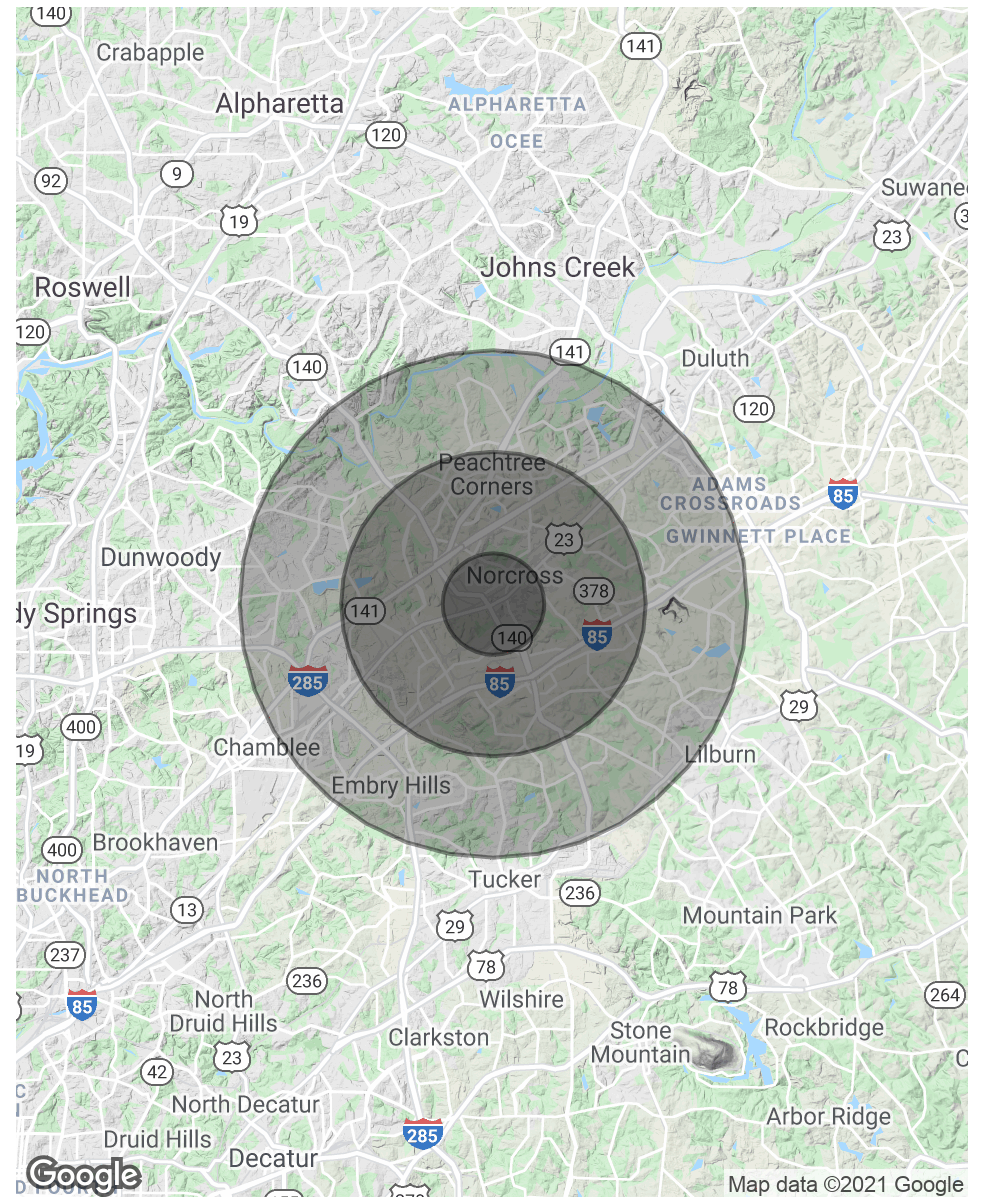 140
Crabapple
141
Alpharetta
ALPHARETTA
120
OCEE
92
9
Suwanee
19
3
23
Johns Creek
Roswell
120
141
140
Duluth
120
Peachtree
Corners
ADAMS
CROSSROADS
85
GWINNETT PLACE
23
Dunwoody
Norcross
378
dy Springs
141
140
85
285
85
29
400
19
Chamblee
Lilburn
Embry Hills
Brookhaven
400
NORTH
BUCKHEAD
Tucker
236
13
Mountain Park
29
237
78
236
78
264
85
North
Druid Hills
Wilshire
Clarkston
Stone
Mountain
Rockbridge
23
C
42
C
North Decatur
Arbor Ridge
285
Druid Hills
Decatur
Google
Map data ©2021 Google